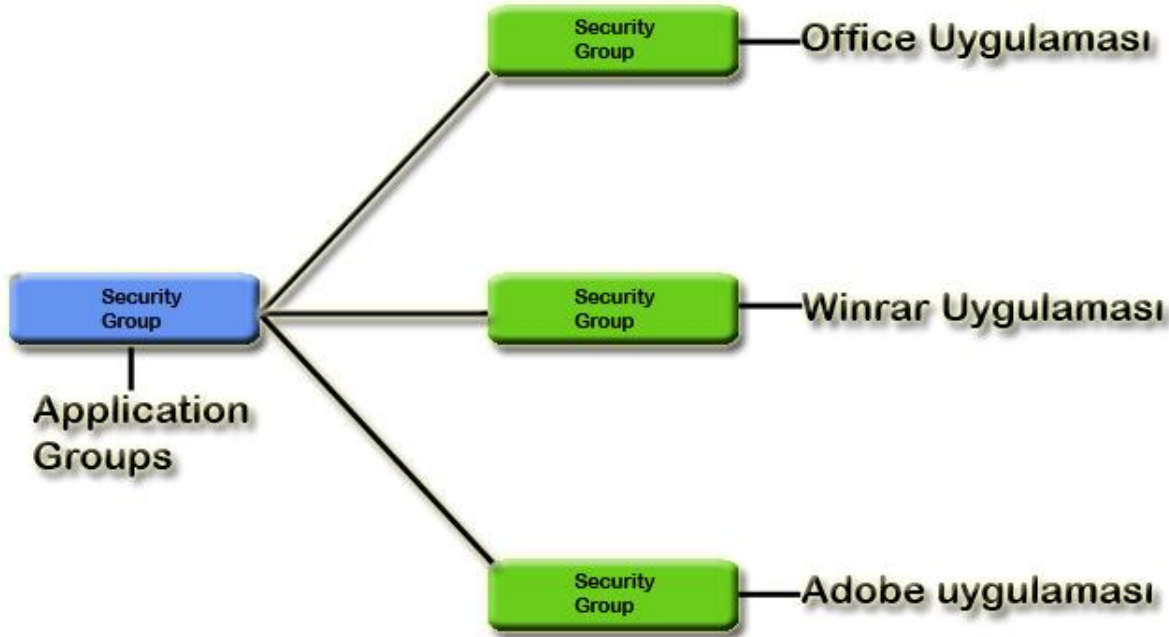 Security
Group
Office Uygulaması
Security
Group
Application
Groups
Security
Group
Winrar Uygulaması
Security
Group
Adobe uygulaması